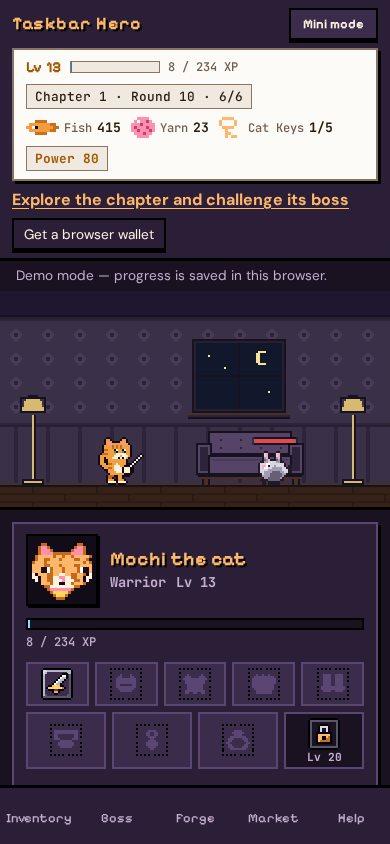 Taskbar Hero
Mini mode
Lv 13 8 / 234 XP
Chapter 1 · Round 10 · 6/6
Fish 415 Yarn 23 Cat Keys 1/5
Power 80
Explore the chapter and challenge its boss
Get a browser wallet
Demo mode — progress is saved in this browser.
Mochi the cat
Warrior Lv 13
8 / 234 XP
Lv 20
Inventory Boss Forge Market Help